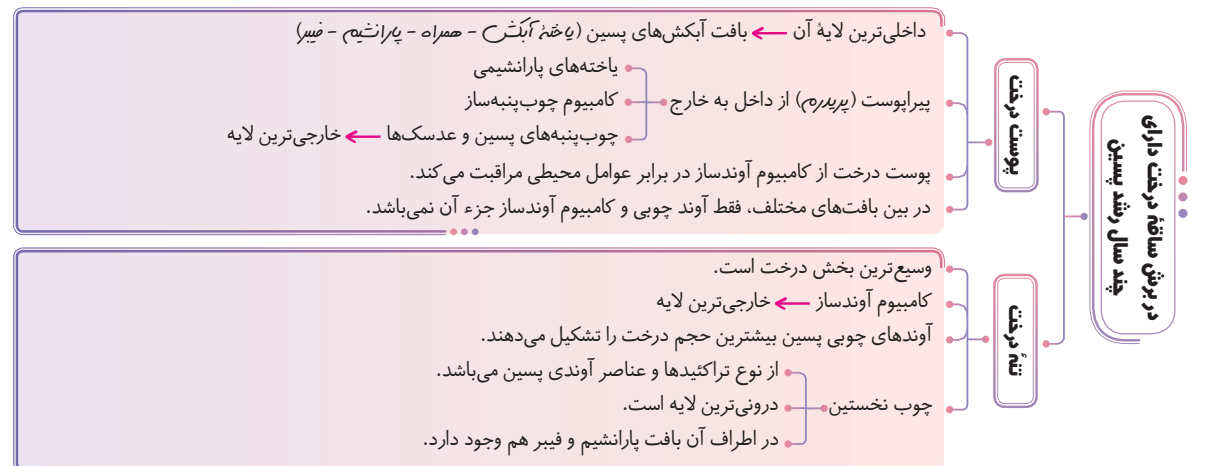 در برش ساقهٔ درخت دارای
چند سال رشد پسین
پوست درخت
داخلی‌ترین لایهٔ آن ← بافت آبکش‌های پسین (یاختهٔ آبکش - همراه - پارانشیم - فیبر)
پیراپوست (پریدرم) از داخل به خارج
یاخته‌های پارانشیمی
کامبیوم چوب‌پنبه‌ساز
چوب‌پنبه‌های پسین و عدسک‌ها ← خارجی‌ترین لایه
پوست درخت از کامبیوم آوندساز در برابر عوامل محیطی مراقبت می‌کند.
در بین بافت‌های مختلف، فقط آوند چوبی و کامبیوم آوندساز جزء آن نمی‌باشد.
تنهٔ درخت
وسیع‌ترین بخش درخت است.
کامبیوم آوندساز ← خارجی‌ترین لایه
آوندهای چوبی پسین بیشترین حجم درخت را تشکیل می‌دهند.
چوب نخستین
از نوع تراکئیدها و عناصر آوندی پسین می‌باشد.
درونی‌ترین لایه است.
در اطراف آن بافت پارانشیم و فیبر هم وجود دارد.